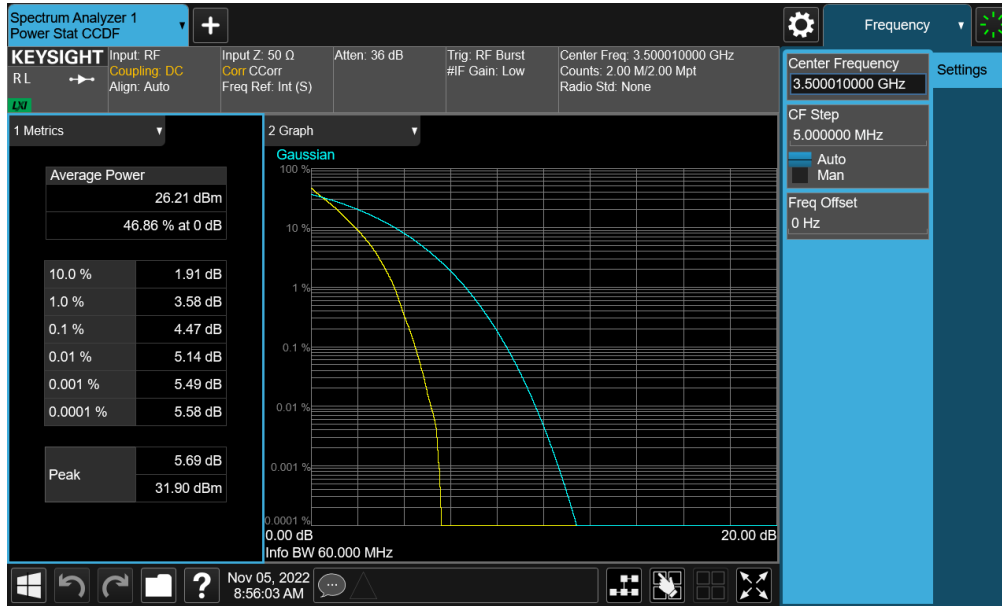 Spectrum Analyzer 1
Power Stat CCDF
+
Frequency
KEYSIGHT
R L
LXI
Input: RF
Coupling: DC
Align: Auto
Input Z: 50 Ω
Corr CCorr
Freq Ref: Int (S)
Atten: 36 dB
Trig: RF Burst
#IF Gain: Low
Center Freq: 3.500010000 GHz
Counts: 2.00 M/2.00 Mpt
Radio Std: None
Center Frequency
3.500010000 GHz
Settings
CF Step
5.000000 MHz
Auto
Man
Freq Offset
0 Hz
1 Metrics
Average Power
26.21 dBm
46.86 % at 0 dB
10.0 % 1.91 dB
1.0 % 3.58 dB
0.1 % 4.47 dB
0.01 % 5.14 dB
0.001 % 5.49 dB
0.0001 % 5.58 dB
Peak
5.69 dB
31.90 dBm
2 Graph
Gaussian
100 %
10 %
1 %
0.1 %
0.01 %
0.001 %
0.0001 %
0.00 dB 20.00 dB
Info BW 60.000 MHz
?
Nov 05, 2022
8:56:03 AM